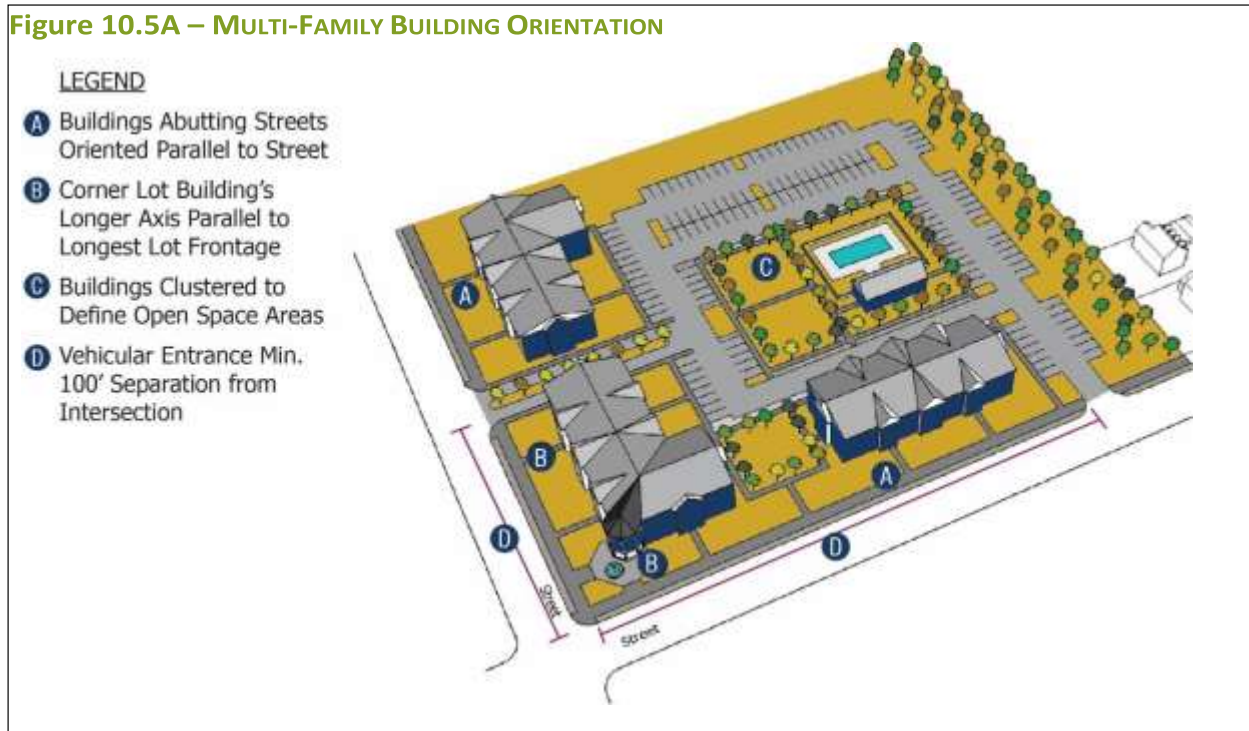 Figure 10.5A – MULTI-FAMILY BUILDING ORIENTATION
LEGEND
A Buildings Abutting Streets
Oriented Parallel to Street
B Corner Lot Building's
Longer Axis Parallel to
Longest Lot Frontage
C Buildings Clustered to
Define Open Space Areas
D Vehicular Entrance Min.
100' Separation from
Intersection
A
C
B
A
D
D
B
Street
Street